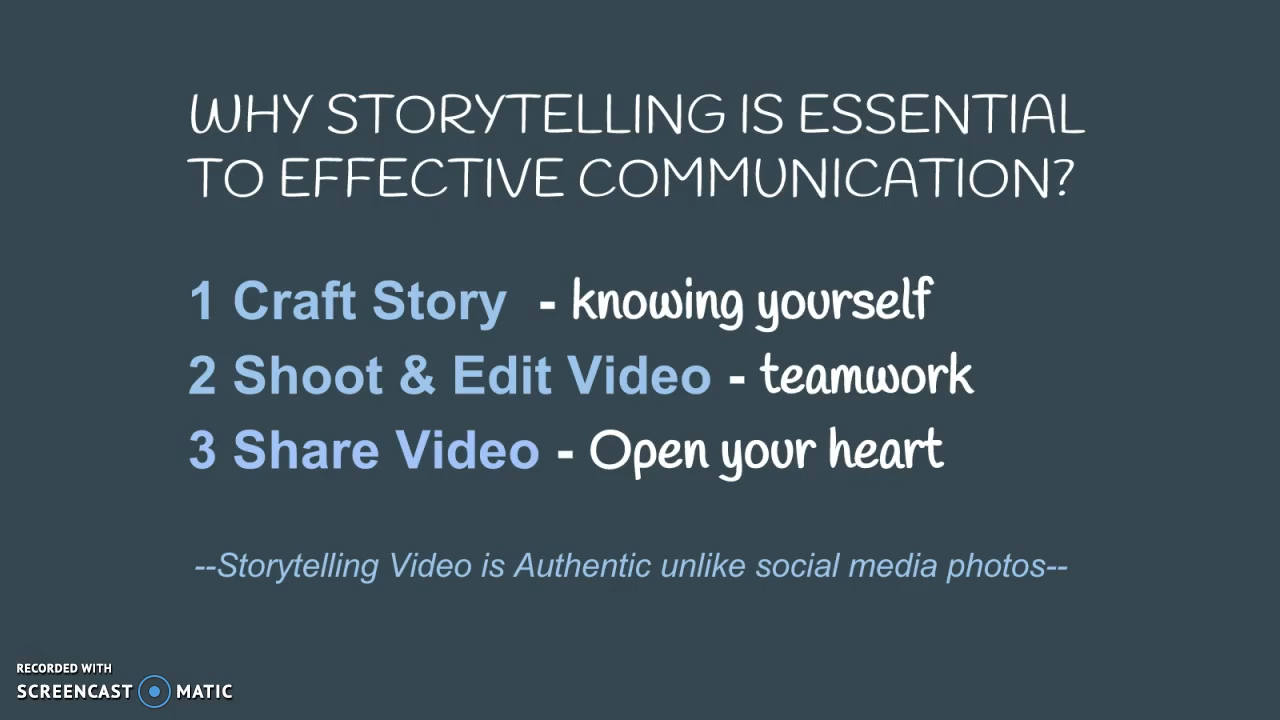 WHY STORYTELLING IS ESSENTIAL
TO EFFECTIVE COMMUNICATION?
1 Craft Story - knowing yourself
2 Shoot & Edit Video - teamwork
3 Share Video - Open your heart
--Storytelling Video is Authentic unlike social media photos--
RECORDED WITH
SCREENCAST MATIC